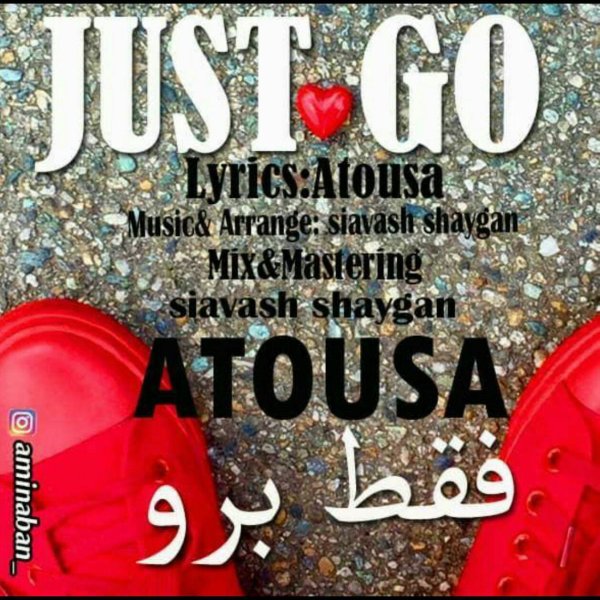 JUST GO
Lyrics:Atousa
Music& Arrange: siavash shaygan
Mix&Mastering
siavash shaygan
ATOUSA
فقط برو
aminaban_